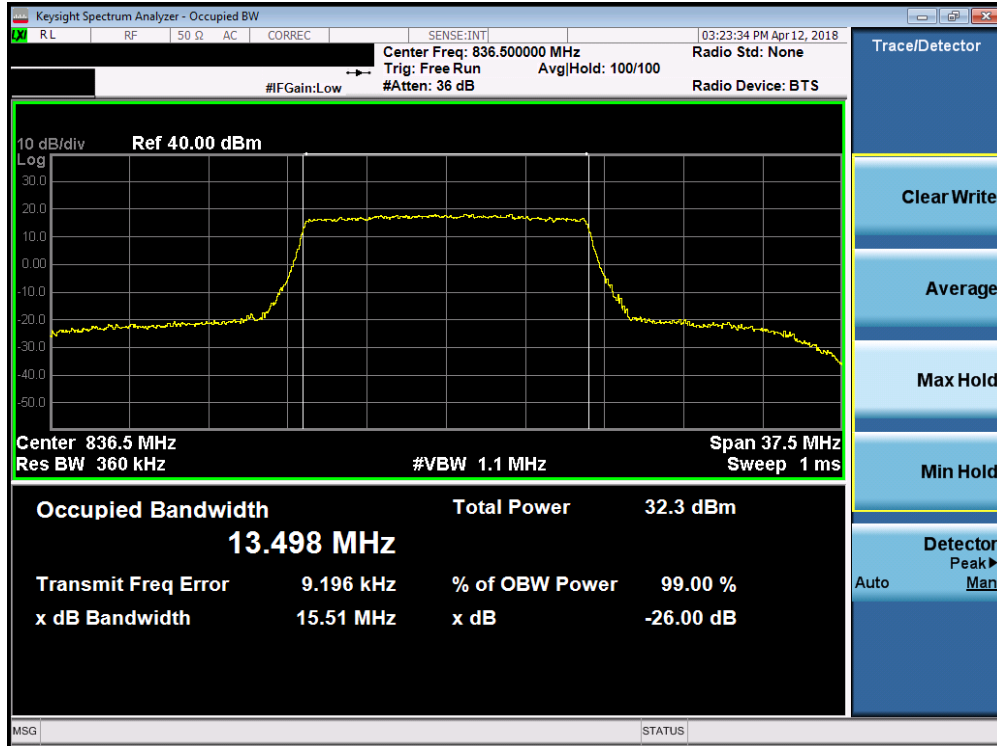 Keysight Spectrum Analyzer - Occupied BW
LXI RL RF 50 Ω AC CORREC SENSE:INT 03:23:34 PM Apr 12, 2018
Center Freq: 836.500000 MHz Radio Std: None
Trig: Free Run Avg|Hold: 100/100
#IFGain:Low #Atten: 36 dB Radio Device: BTS
Trace/Detector
10 dB/div Ref 40.00 dBm
Log
30.0
20.0
10.0
0.00
-10.0
-20.0
-30.0
-40.0
-50.0
Center 836.5 MHz Span 37.5 MHz
Res BW 360 kHz #VBW 1.1 MHz Sweep 1 ms
Occupied Bandwidth Total Power 32.3 dBm
13.498 MHz
Transmit Freq Error 9.196 kHz % of OBW Power 99.00 %
x dB Bandwidth 15.51 MHz x dB -26.00 dB
Clear Write
Average
Max Hold
Min Hold
Detector
Peak▶
Auto Man
MSG STATUS